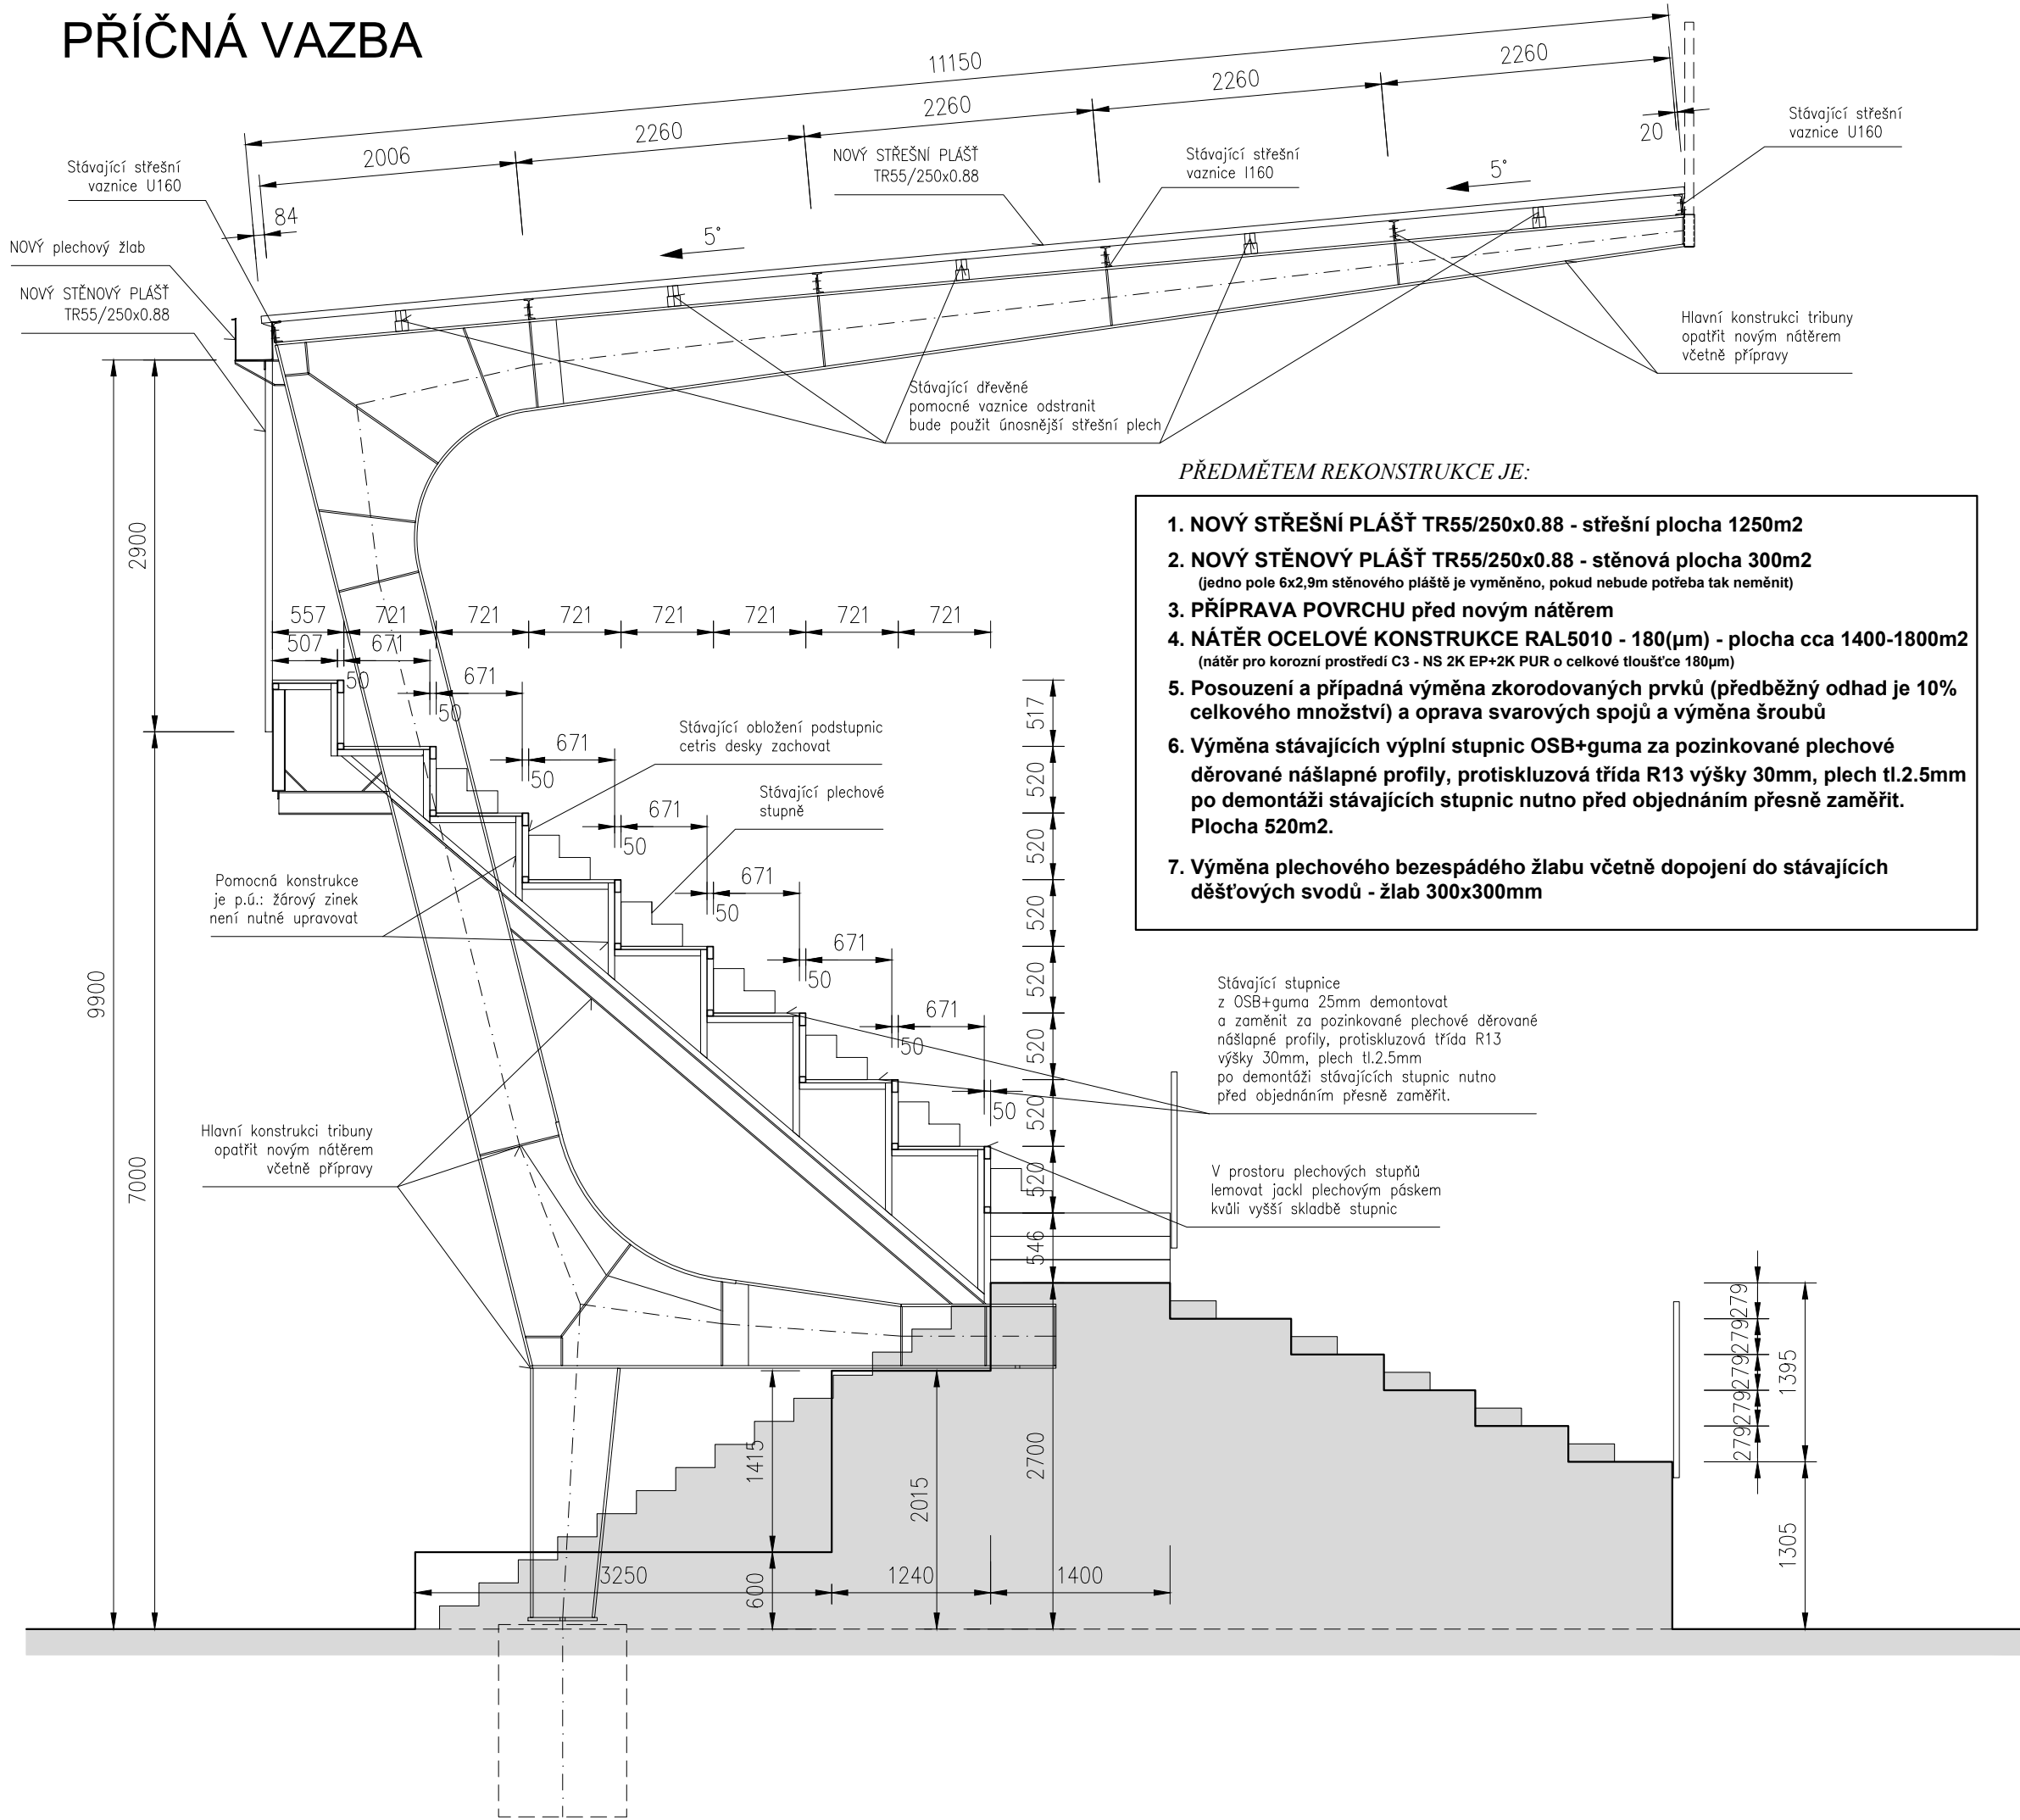 PŘÍČNÁ VAZBA
11150
2260
2260
2260
2260
2006
20
84
Stávající střešní
vaznice U160
Stávající střešní
vaznice U160
NOVÝ STŘEŠNÍ PLÁŠŤ
TR55/250x0.88
Stávající střešní
vaznice I160
5°
5°
NOVÝ plechový žlab
NOVÝ STĚNOVÝ PLÁŠŤ
TR55/250x0.88
Hlavní konstrukci tribuny
opatřit novým nátěrem
včetně přípravy
Stávající dřevěné
pomocné vaznice odstranit
bude použit únosnější střešní plech
PŘEDMĚTEM REKONSTRUKCE JE:
1. NOVÝ STŘEŠNÍ PLÁŠŤ TR55/250x0.88 - střešní plocha 1250m2
2. NOVÝ STĚNOVÝ PLÁŠŤ TR55/250x0.88 - stěnová plocha 300m2
(jedno pole 6x2,9m stěnového pláště je vyměněno, pokud nebude potřeba tak neměnit)
3. PŘÍPRAVA POVRCHU před novým nátěrem
4. NÁTĚR OCELOVÉ KONSTRUKCE RAL5010 - 180(µm) - plocha cca 1400-1800m2
(nátěr pro korozní prostředí C3 - NS 2K EP+2K PUR o celkové tloušťce 180µm)
5. Posouzení a případná výměna zkorodovaných prvků (předběžný odhad je 10%
celkového množství) a oprava svarových spojů a výměna šroubů
6. Výměna stávajících výplní stupnic OSB+guma za pozinkované plechové
děrované nášlapné profily, protiskluzová třída R13 výšky 30mm, plech tl.2.5mm
po demontáži stávajících stupnic nutno před objednáním přesně zaměřit.
Plocha 520m2.
7. Výměna plechového bezespádého žlabu včetně dopojení do stávajících
děšťových svodů - žlab 300x300mm
2900
9900
7000
557 721 721 721 721 721 721 721
507 671
50
671
50
671
50
671
50
671
50
671
50
671
50
50
517
520
520
520
520
520
520
520
546
2700
Stávající obložení podstupnic
cetris desky zachovat
Stávající plechové
stupně
Pomocná konstrukce
je p.ú.: žárový zinek
není nutné upravovat
Stávající stupnice
z OSB+guma 25mm demontovat
a zaměnit za pozinkované plechové děrované
nášlapné profily, protiskluzová třída R13
výšky 30mm, plech tl.2.5mm
po demontáži stávajících stupnic nutno
před objednáním přesně zaměřit.
Hlavní konstrukci tribuny
opatřit novým nátěrem
včetně přípravy
V prostoru plechových stupňů
lemovat jackl plechovým páskem
kvůli vyšší skladbě stupnic
279
279
279
279
279
1395
1305
1415
600
2015
3250
1240
1400